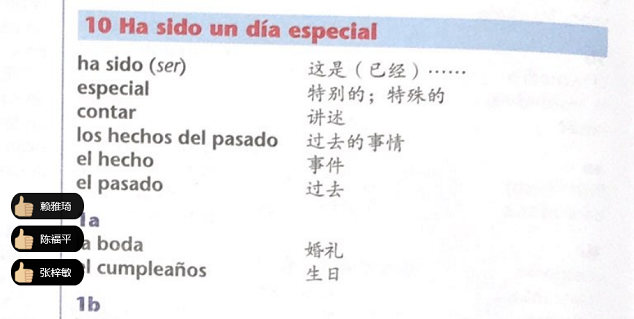 10 Ha sido un día especial
ha sido (ser) 这是（已经）……
especial 特别的；特殊的
contar 讲述
los hechos del pasado 过去的事情
el hecho 事件
el pasado 过去
赖雅琦
1a
陈福平
la boda 婚礼
张梓敏
el cumpleaños 生日
1b